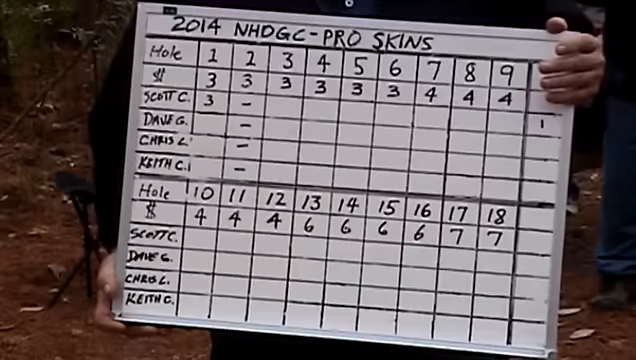 2014 NHDGC-PRO SKINS
Hole 1 2 3 4 5 6 7 8 9
$ 3 3 3 3 3 3 4 4 4
SCOTT C. 3 -
DAVE G. - 1
CHRIS L. -
KEITH C. -
Hole 10 11 12 13 14 15 16 17 18
$ 4 4 4 6 6 6 6 7 7
SCOTT C.
DAVE G.
CHRIS L.
KEITH C.